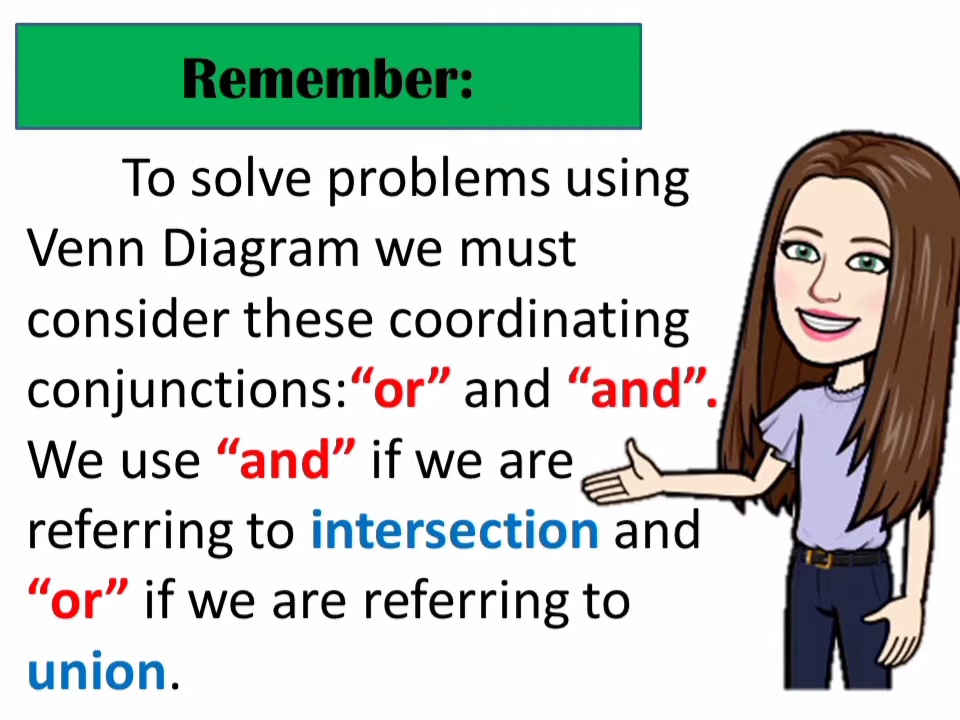 Remember:
To solve problems using
Venn Diagram we must
consider these coordinating
conjunctions:“or” and “and”.
We use “and” if we are
referring to intersection and
“or” if we are referring to
union.